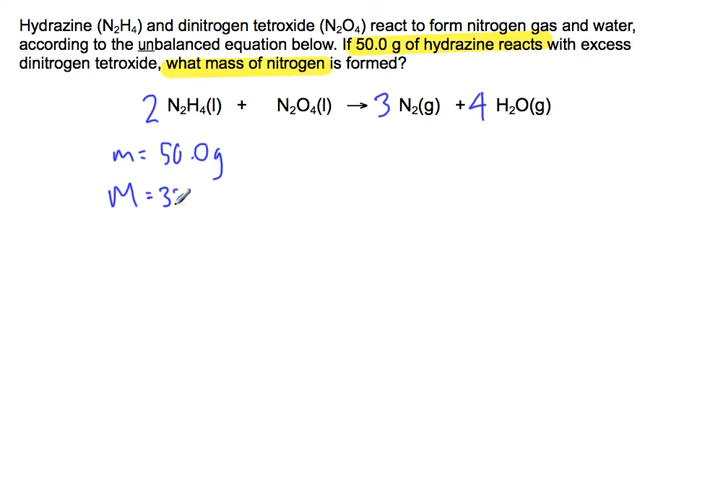 Hydrazine (N₂H₄) and dinitrogen tetroxide (N₂O₄) react to form nitrogen gas and water,
according to the unbalanced equation below. If 50.0 g of hydrazine reacts with excess
dinitrogen tetroxide, what mass of nitrogen is formed?
2 N₂H₄(l) + N₂O₄(l) → 3 N₂(g) + 4 H₂O(g)
m = 50.0g
M = 3